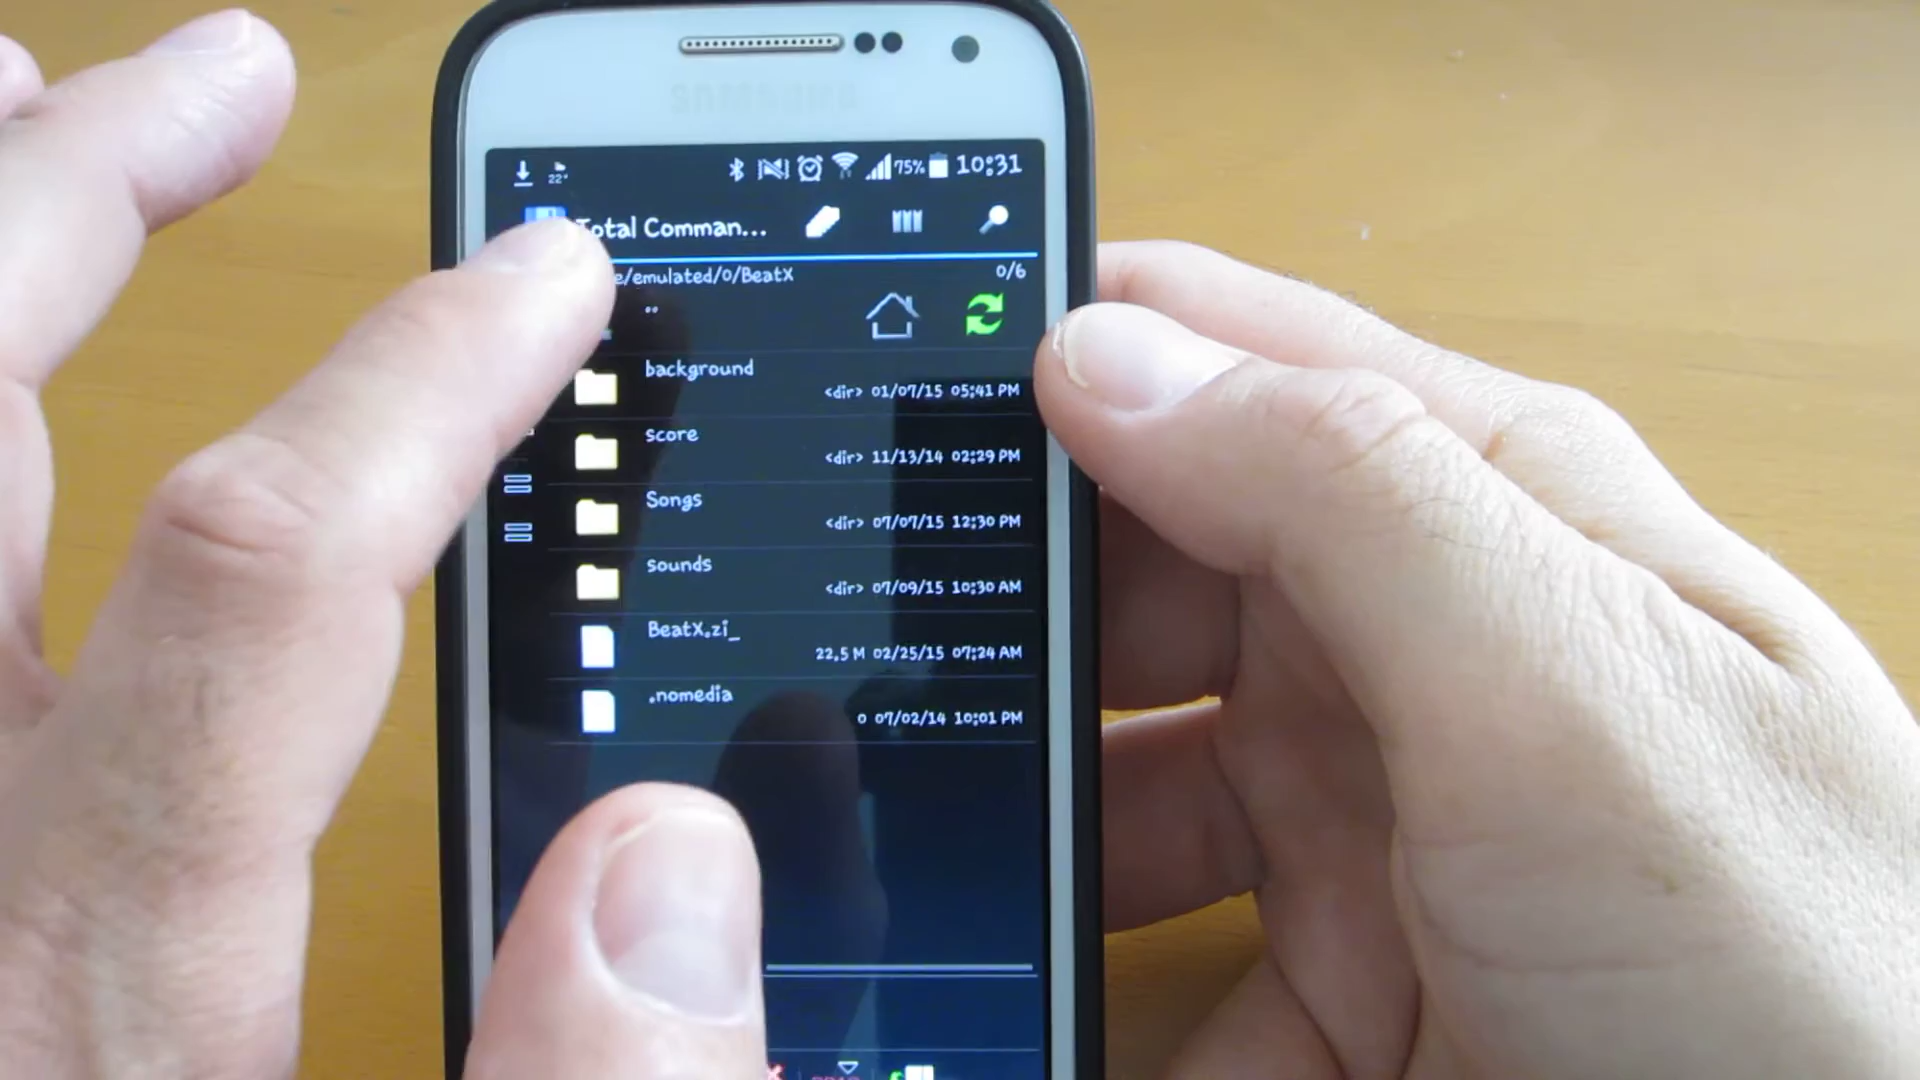 SAMSUNG
22°
75% 10:31
Total Comman...
e/emulated/0/BeatX 0/6
..
background
<dir> 01/07/15 05:41 PM
score
<dir> 11/13/14 02:29 PM
Songs
<dir> 07/07/15 12:30 PM
sounds
<dir> 07/09/15 10:30 AM
BeatX.zi_
22,5 M 02/25/15 07:24 AM
.nomedia
0 07/02/14 10:01 PM